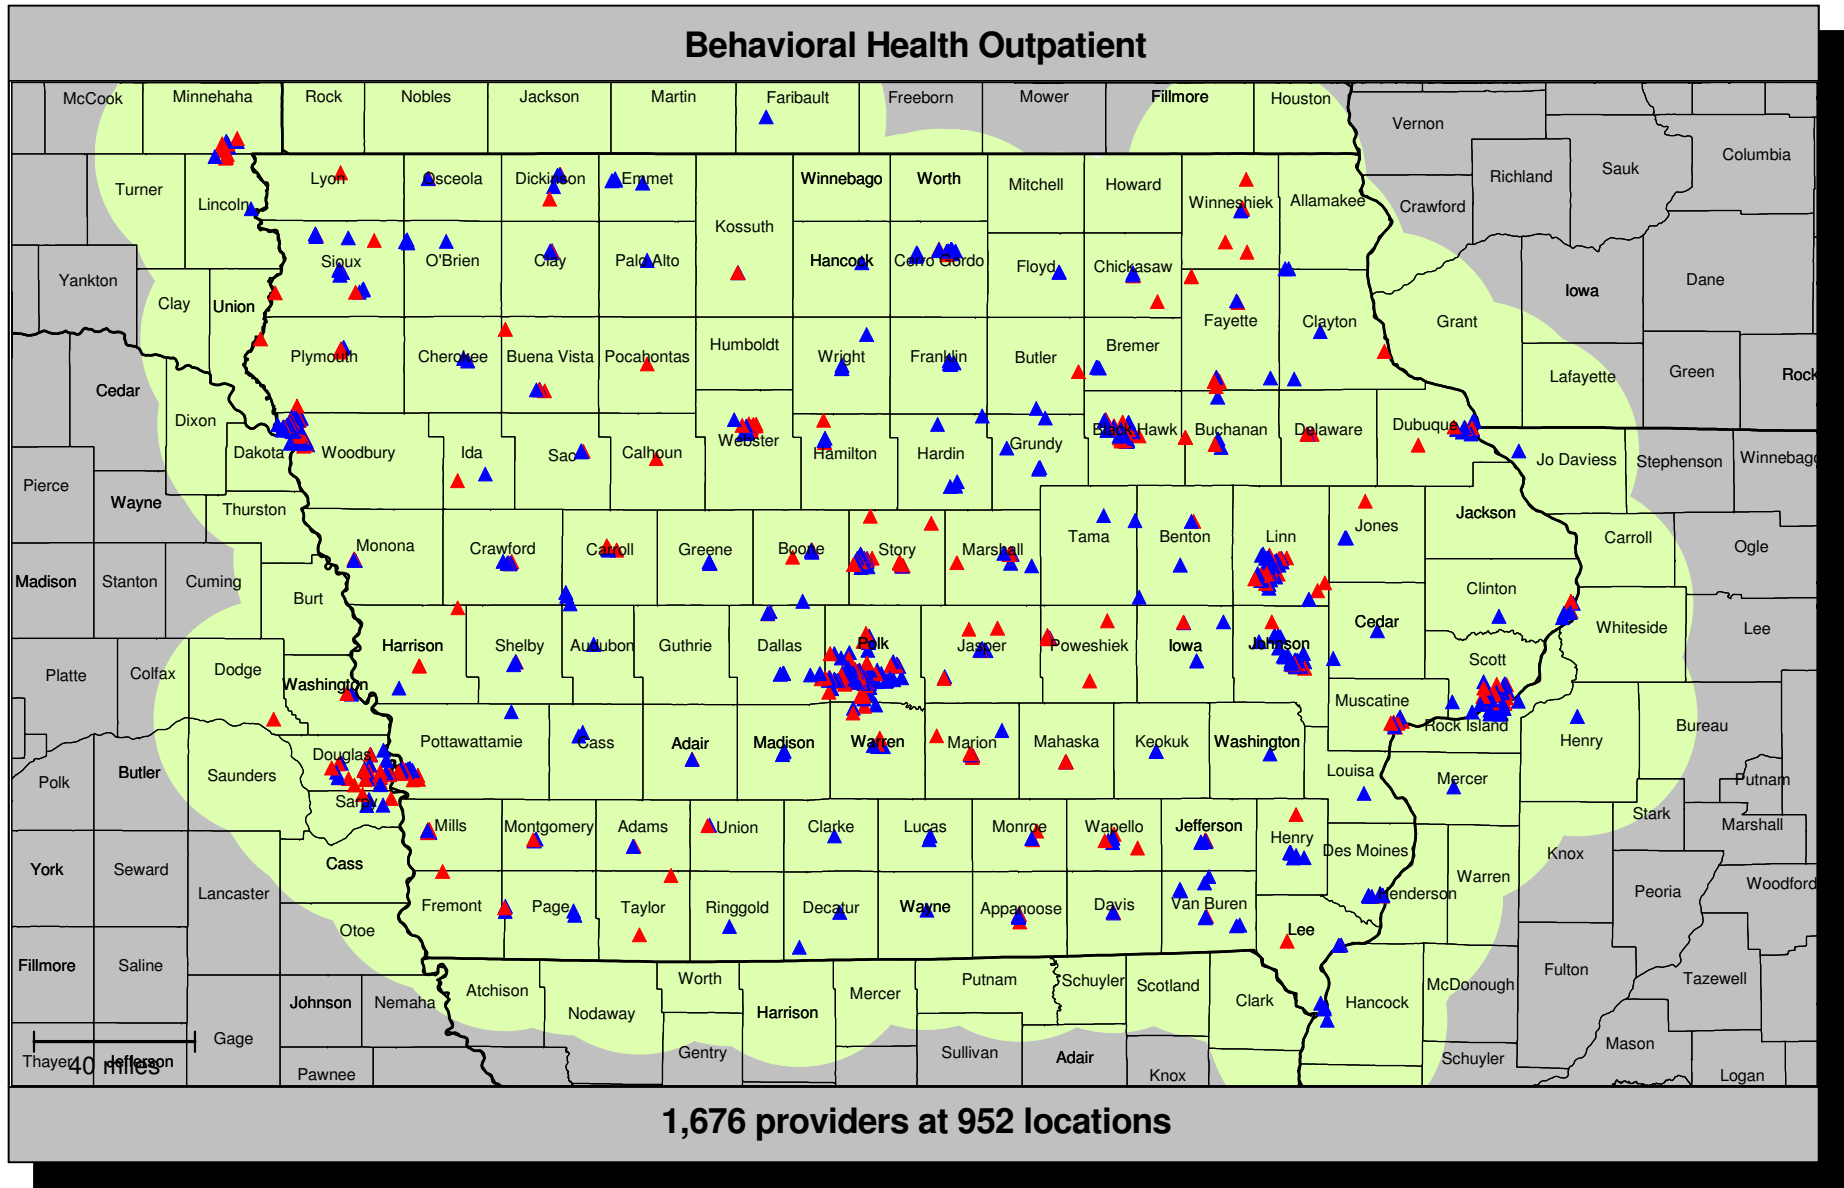 Behavioral Health Outpatient
McCook Minnehaha Rock Nobles Jackson Martin Faribault Freeborn Mower Fillmore Houston
Vernon Columbia
Richland Sauk
Turner Lincoln Lyon Osceola Dickinson Emmet Winnebago Worth Mitchell Howard Winneshiek Allamakee Crawford
Kossuth
Yankton Sioux O'Brien Clay Palo Alto Hancock Cerro Gordo Floyd Chickasaw Iowa Dane
Clay Union Fayette Clayton Grant
Plymouth Cherokee Buena Vista Pocahontas Humboldt Wright Franklin Butler Bremer
Cedar Lafayette Green Rock
Dixon Webster Black Hawk Buchanan Delaware Dubuque
Dakota Woodbury Ida Sac Calhoun Hamilton Hardin Grundy Jo Daviess Stephenson Winnebago
Pierce
Wayne Thurston Jackson
Monona Crawford Carroll Greene Boone Story Marshall Tama Benton Linn Jones Carroll Ogle
Madison Stanton Cuming Clinton
Burt Cedar Whiteside Lee
Harrison Shelby Audubon Guthrie Dallas Polk Jasper Poweshiek Iowa Johnson Scott
Platte Colfax Dodge
Washington Muscatine
Pottawattamie Cass Adair Madison Warren Marion Mahaska Keokuk Washington Rock Island Henry Bureau
Douglas
Polk Butler Saunders Louisa Mercer Putnam
Sarpy
Mills Montgomery Adams Union Clarke Lucas Monroe Wapello Jefferson Henry Stark Marshall
Des Moines Knox
York Seward Cass Warren
Lancaster Henderson Peoria Woodford
Fremont Page Taylor Ringgold Decatur Wayne Appanoose Davis Van Buren
Otoe Lee
Fillmore Saline Fulton
Johnson Nemaha Atchison Worth Putnam Schuyler Scotland McDonough Tazewell
Nodaway Harrison Mercer Clark Hancock
Gage Mason
Thayer Jefferson Gentry Sullivan Adair Schuyler
40 miles
Pawnee Knox Logan
1,676 providers at 952 locations